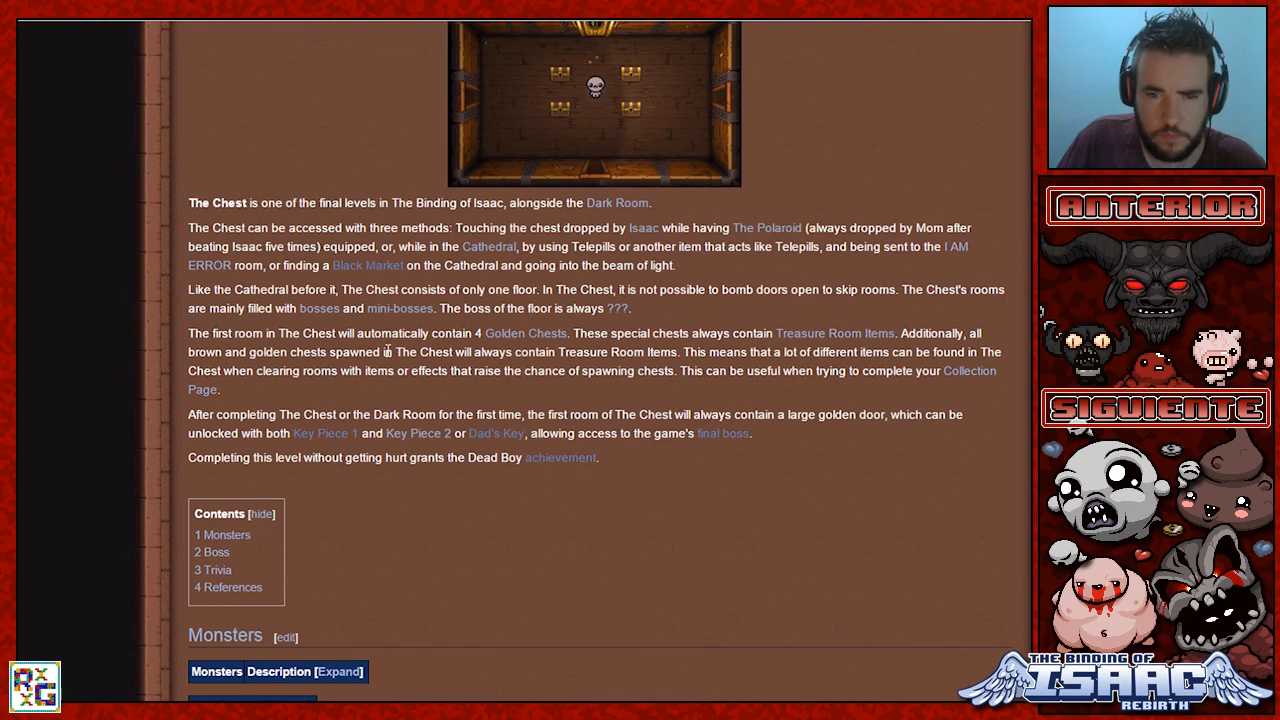 The Chest is one of the final levels in The Binding of Isaac, alongside the Dark Room.
The Chest can be accessed with three methods: Touching the chest dropped by Isaac while having The Polaroid (always dropped by Mom after
beating Isaac five times) equipped, or, while in the Cathedral, by using Telepills or another item that acts like Telepills, and being sent to the I AM
ERROR room, or finding a Black Market on the Cathedral and going into the beam of light.
Like the Cathedral before it, The Chest consists of only one floor. In The Chest, it is not possible to bomb doors open to skip rooms. The Chest's rooms
are mainly filled with bosses and mini-bosses. The boss of the floor is always ???.
The first room in The Chest will automatically contain 4 Golden Chests. These special chests always contain Treasure Room Items. Additionally, all
brown and golden chests spawned in The Chest will always contain Treasure Room Items. This means that a lot of different items can be found in The
Chest when clearing rooms with items or effects that raise the chance of spawning chests. This can be useful when trying to complete your Collection
Page.
After completing The Chest or the Dark Room for the first time, the first room of The Chest will always contain a large golden door, which can be
unlocked with both Key Piece 1 and Key Piece 2 or Dad's Key, allowing access to the game's final boss.
Completing this level without getting hurt grants the Dead Boy achievement.
Contents [hide]
1 Monsters
2 Boss
3 Trivia
4 References
Monsters [edit]
Monsters Description [Expand]
ANTERIOR
SIGUIENTE
THE BINDING OF
ISAAC
REBIRTH
RxxG